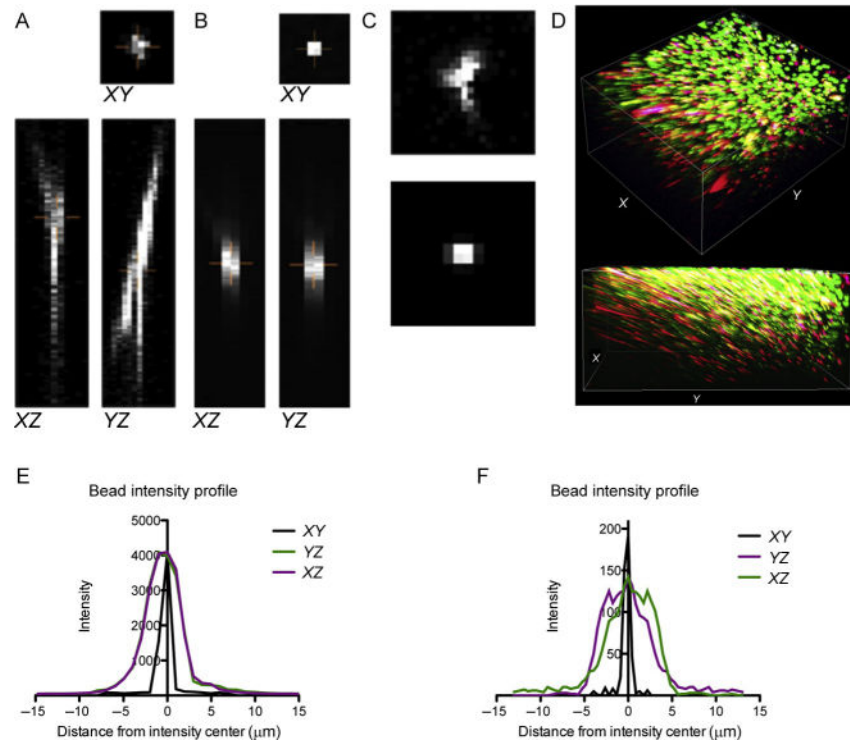 A
B
C
D
XY
XY
XZ
YZ
XZ
YZ
X
Y
X
Y
E
Bead intensity profile
5000
4000
3000
2000
1000
Intensity
XY
YZ
XZ
–15 –10 –5 0 5 10 15
Distance from intensity center (μm)
F
Bead intensity profile
200
150
100
50
Intensity
XY
YZ
XZ
–15 –10 –5 0 5 10 15
Distance from intensity center (μm)